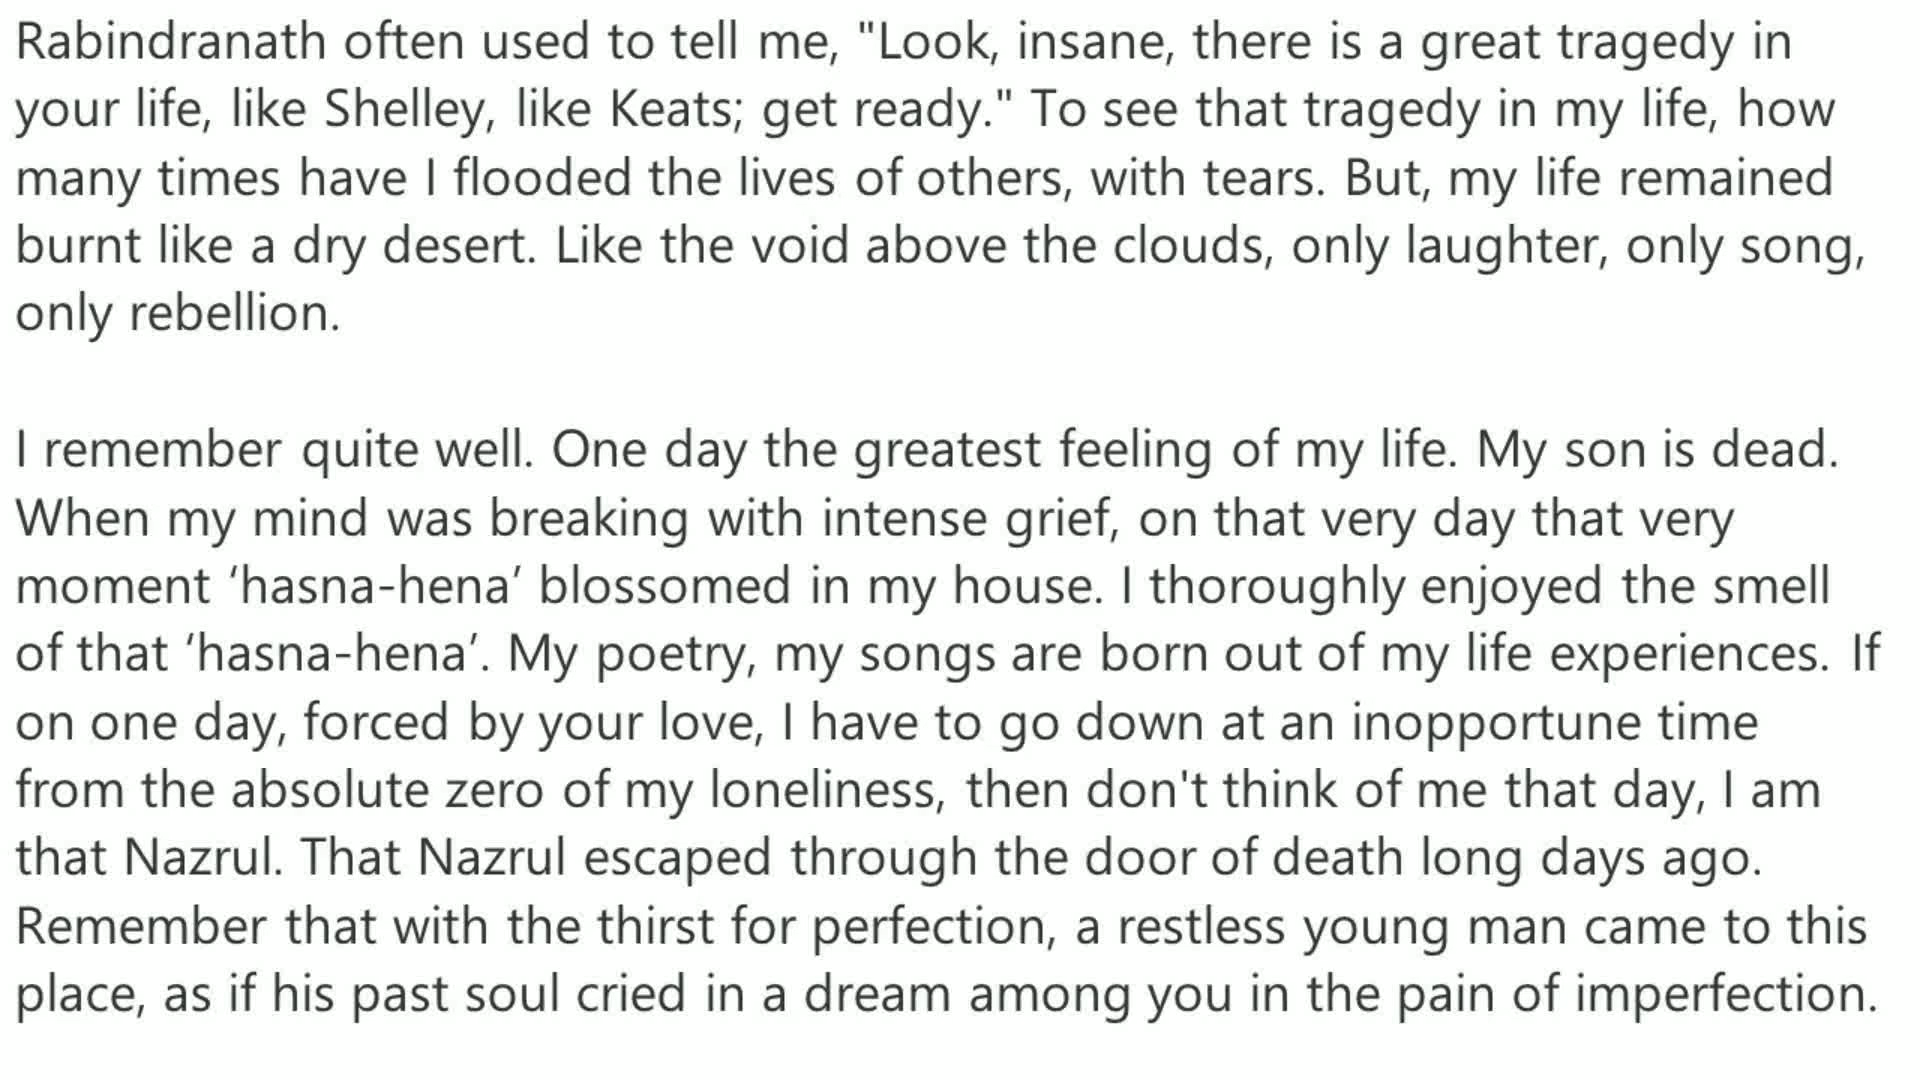 Rabindranath often used to tell me, "Look, insane, there is a great tragedy in
your life, like Shelley, like Keats; get ready." To see that tragedy in my life, how
many times have I flooded the lives of others, with tears. But, my life remained
burnt like a dry desert. Like the void above the clouds, only laughter, only song,
only rebellion.
I remember quite well. One day the greatest feeling of my life. My son is dead.
When my mind was breaking with intense grief, on that very day that very
moment ‘hasna-hena’ blossomed in my house. I thoroughly enjoyed the smell
of that ‘hasna-hena’. My poetry, my songs are born out of my life experiences. If
on one day, forced by your love, I have to go down at an inopportune time
from the absolute zero of my loneliness, then don't think of me that day, I am
that Nazrul. That Nazrul escaped through the door of death long days ago.
Remember that with the thirst for perfection, a restless young man came to this
place, as if his past soul cried in a dream among you in the pain of imperfection.